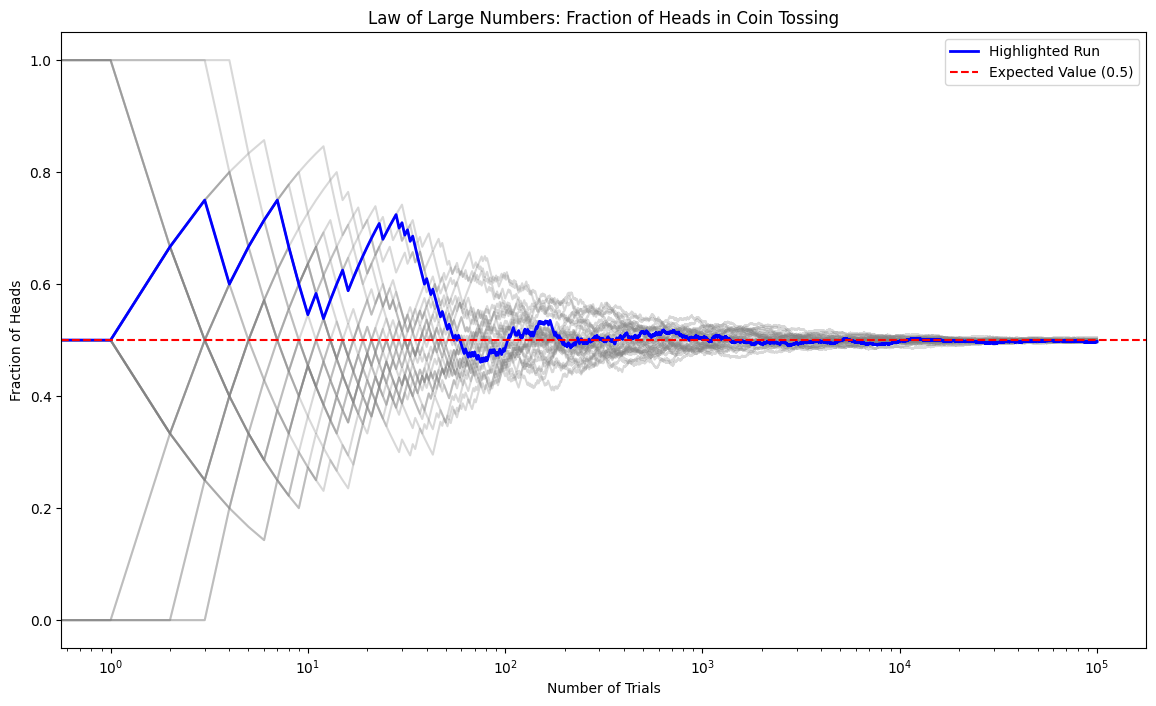 Law of Large Numbers: Fraction of Heads in Coin Tossing
Highlighted Run
Expected Value (0.5)
Fraction of Heads
1.0
0.8
0.6
0.4
0.2
0.0
10⁰
10¹
10²
10³
10⁴
10⁵
Number of Trials